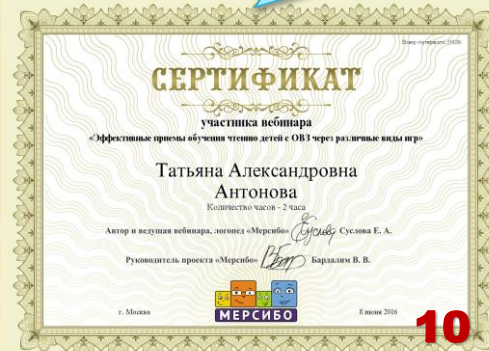 Номер сертификата:
СЕРТИФИКАТ
участника вебинара
«Эффективные приемы обучения чтению детей с ОВЗ через различные виды игр»
Татьяна Александровна
Антонова
Количество часов - 2 часа
Автор и ведущая вебинара, логопед «Мерсибо» Суслова Е. А.
Руководитель проекта «Мерсибо» Бардалим В. В.
МЕРСИБО
г. Москва 8 июня 2016
10